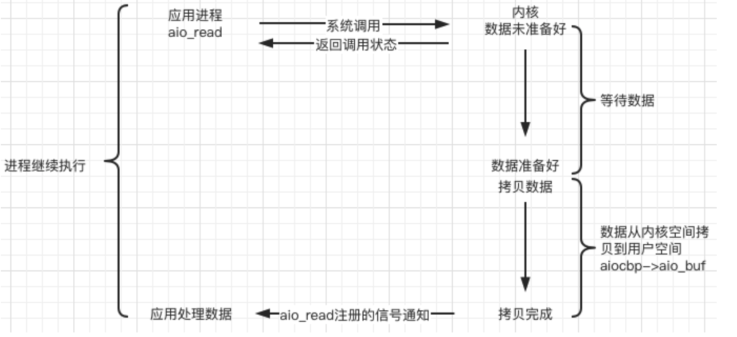 应用进程
aio_read
系统调用
返回调用状态
内核
数据未准备好
等待数据
进程继续执行
数据准备好
拷贝数据
数据从内核空间拷
贝到用户空间
aiocbp->aio_buf
应用处理数据
aio_read注册的信号通知
拷贝完成